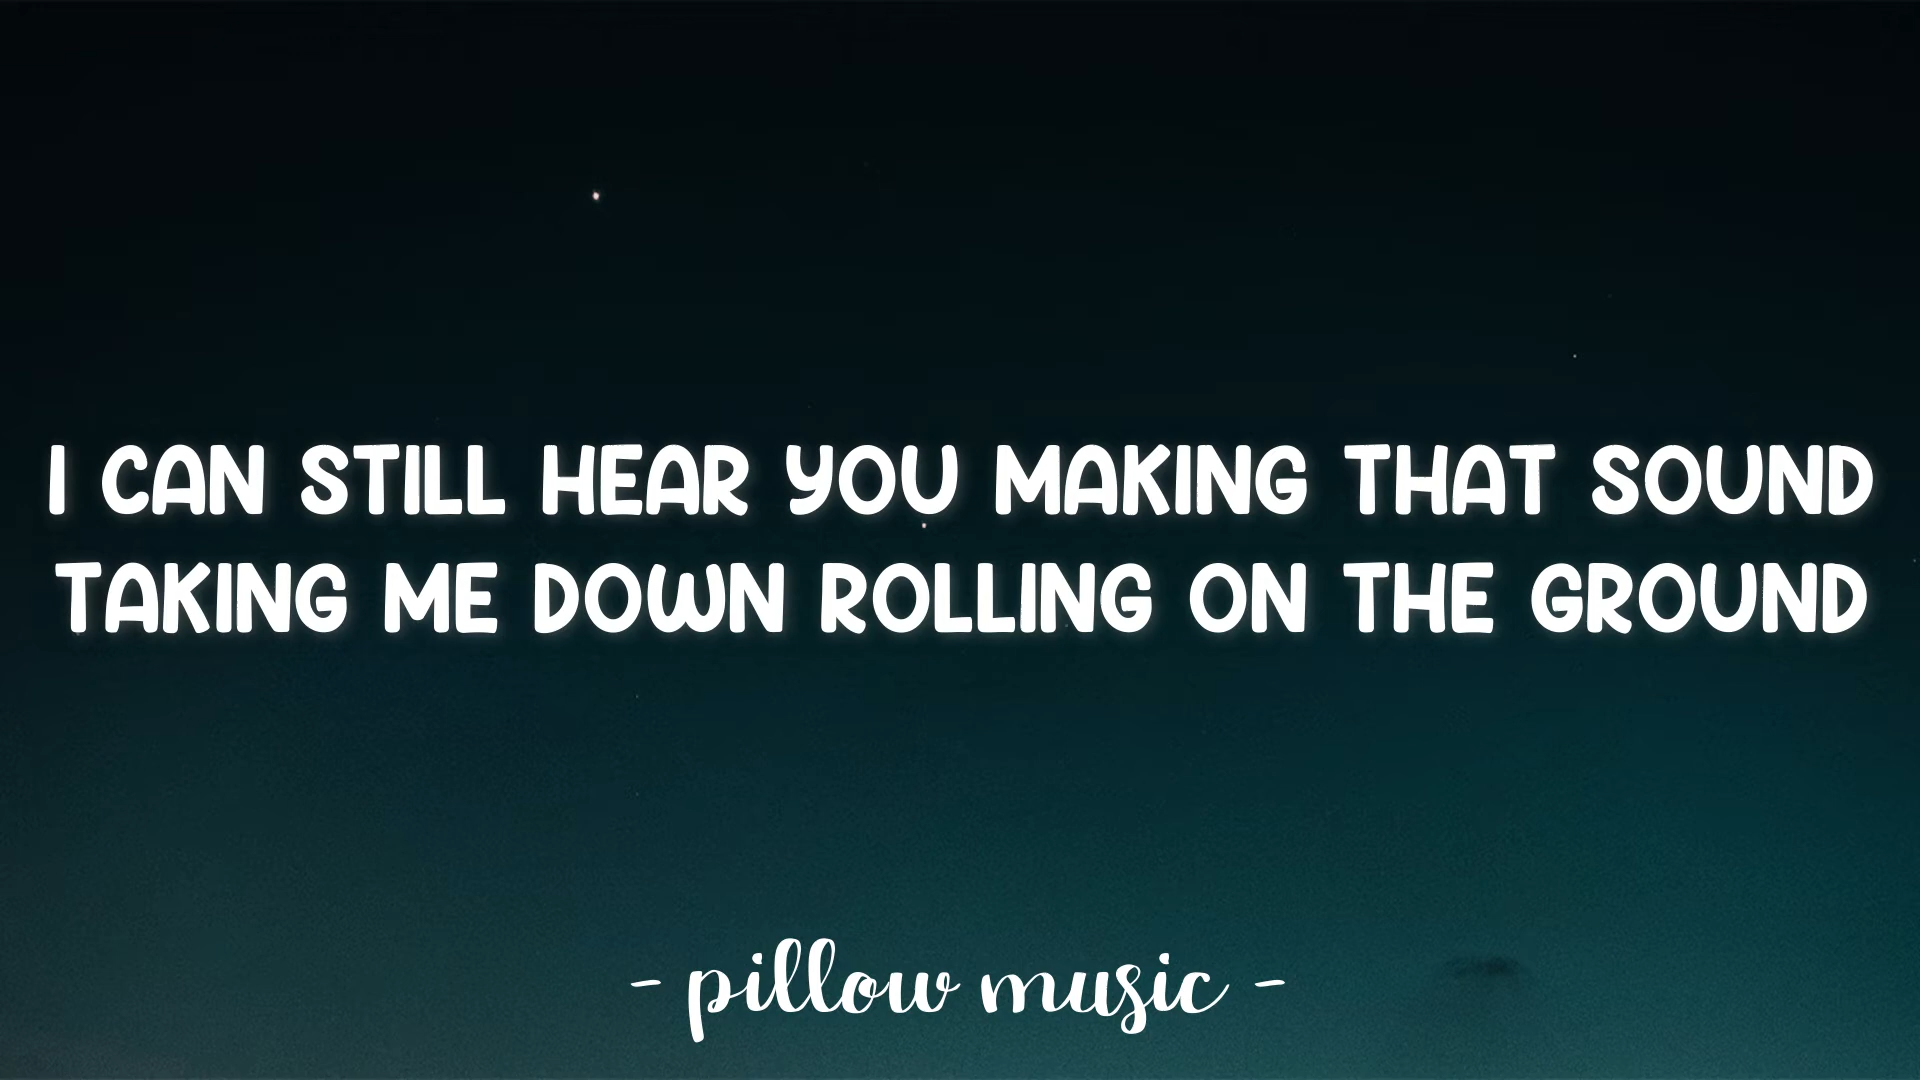 I CAN STILL HEAR YOU MAKING THAT SOUND
TAKING ME DOWN ROLLING ON THE GROUND
- pillow music -